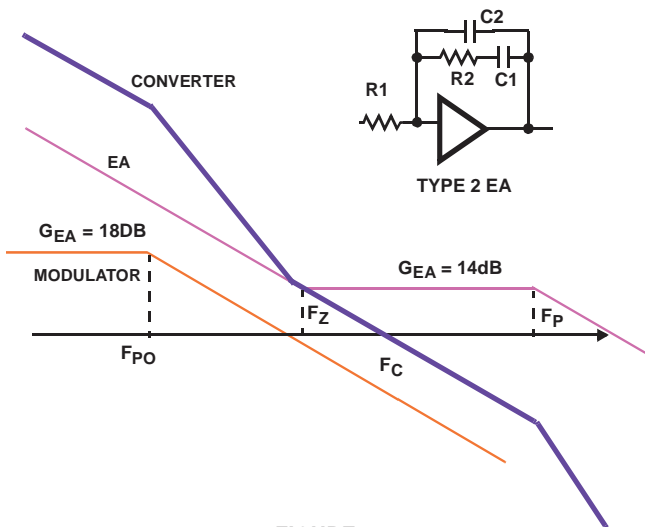 C2
R2
C1
R1
TYPE 2 EA
CONVERTER
EA
GEA = 18DB
GEA = 14dB
MODULATOR
FZ
FP
FPO
FC